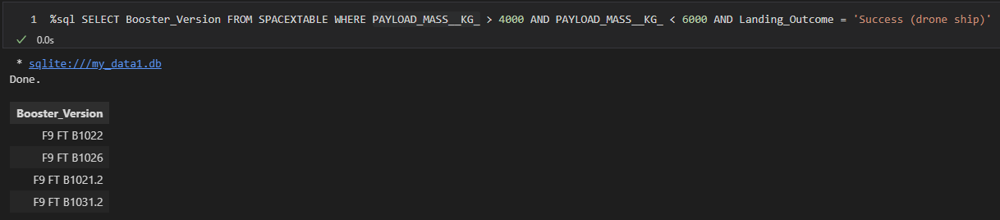 1 %sql SELECT Booster_Version FROM SPACEXTABLE WHERE PAYLOAD_MASS__KG_ > 4000 AND PAYLOAD_MASS__KG_ < 6000 AND Landing_Outcome = 'Success (drone ship)'
✓ 0.0s
* sqlite:///my_data1.db
Done.
Booster_Version
F9 FT B1022
F9 FT B1026
F9 FT B1021.2
F9 FT B1031.2